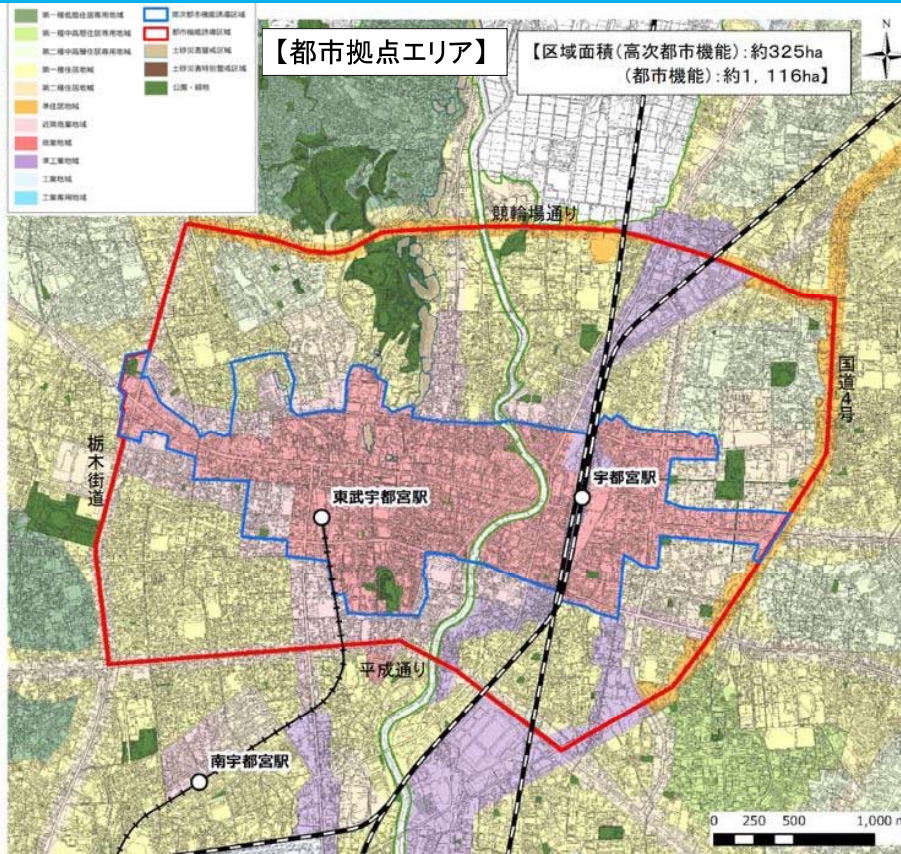 第一種低層住居専用地域
第一種中高層住居専用地域
第二種中高層住居専用地域
第一種住居地域
第二種住居地域
準住居地域
近隣商業地域
商業地域
準工業地域
工業地域
工業専用地域
高次都市機能誘導区域
都市機能誘導区域
土砂災害警戒区域
土砂災害特別警戒区域
公園・緑地
【都市拠点エリア】
【区域面積(高次都市機能):約325ha
(都市機能):約1,116ha】
N
競輪場通り
国道4号
栃木街道
宇都宮駅
東武宇都宮駅
平成通り
南宇都宮駅
0 250 500 1,000 m